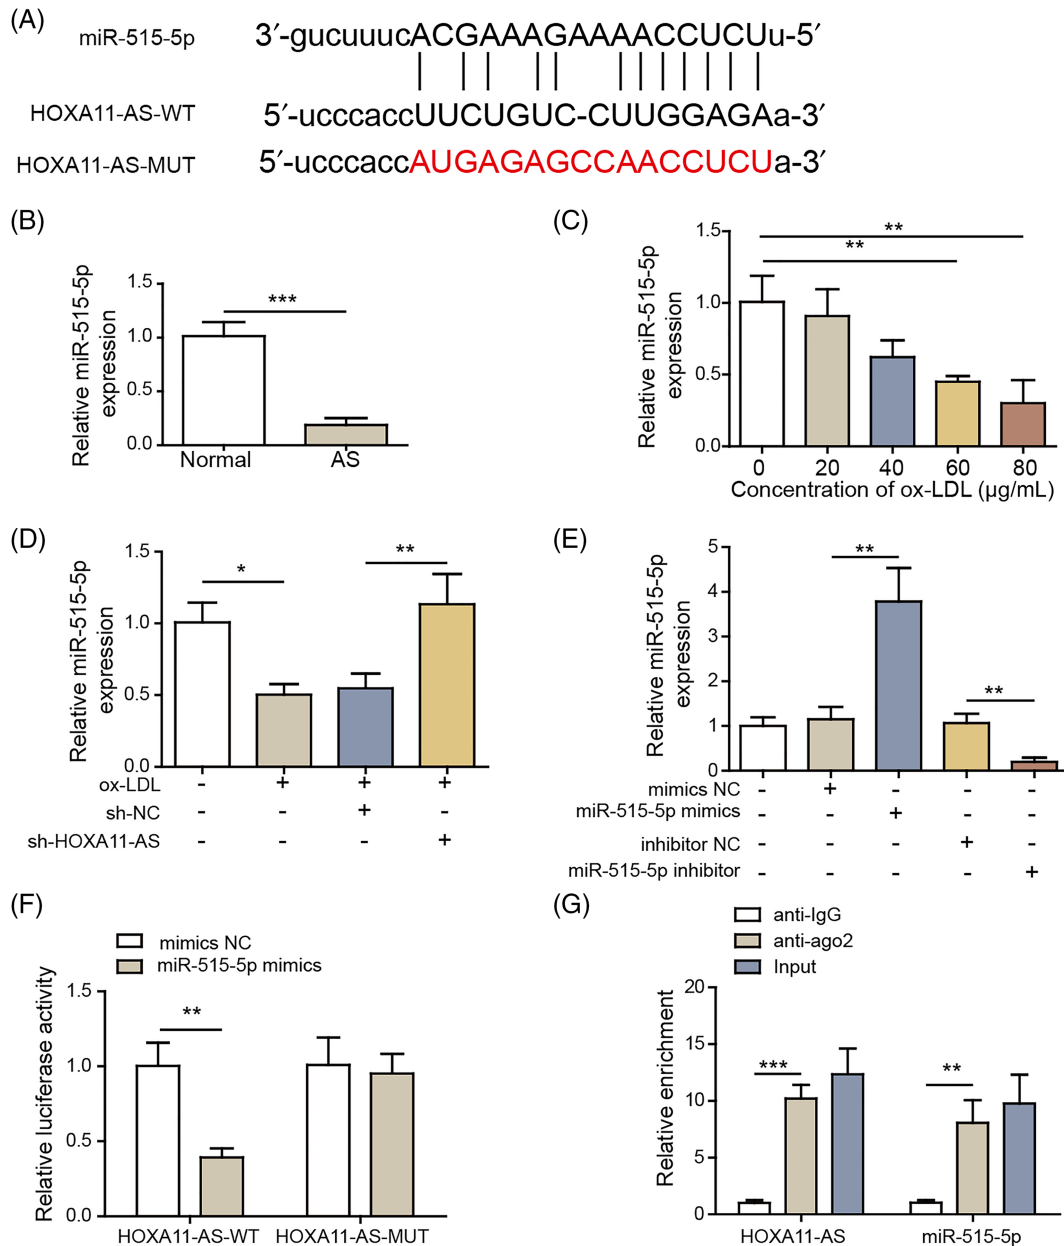 (A)
miR-515-5p 3′-gucuuucACGAAAGAAAACCUCUu-5′
HOXA11-AS-WT 5′-ucccaccUUCUGUC-CUUGGAGAa-3′
HOXA11-AS-MUT 5′-ucccaccAUGAGAGCCAACCUCUa-3′
(B)
Relative miR-515-5p
expression
1.5
1.0
0.5
0.0
***
Normal AS
(C)
Relative miR-515-5p
expression
1.5
1.0
0.5
0.0
**
**
0 20 40 60 80
Concentration of ox-LDL (µg/mL)
(D)
Relative miR-515-5p
expression
1.5
1.0
0.5
0.0
* **
ox-LDL - + + +
sh-NC - - + -
sh-HOXA11-AS - - - +
(E)
Relative miR-515-5p
expression
5
4
3
2
1
0
**
**
mimics NC - + - - -
miR-515-5p mimics - - + - -
inhibitor NC - - - + -
miR-515-5p inhibitor - - - - +
(F)
mimics NC
miR-515-5p mimics
Relative luciferase activity
1.5
1.0
0.5
0.0
**
HOXA11-AS-WT HOXA11-AS-MUT
(G)
anti-IgG
anti-ago2
Input
Relative enrichment
20
15
10
5
0
*** **
HOXA11-AS miR-515-5p